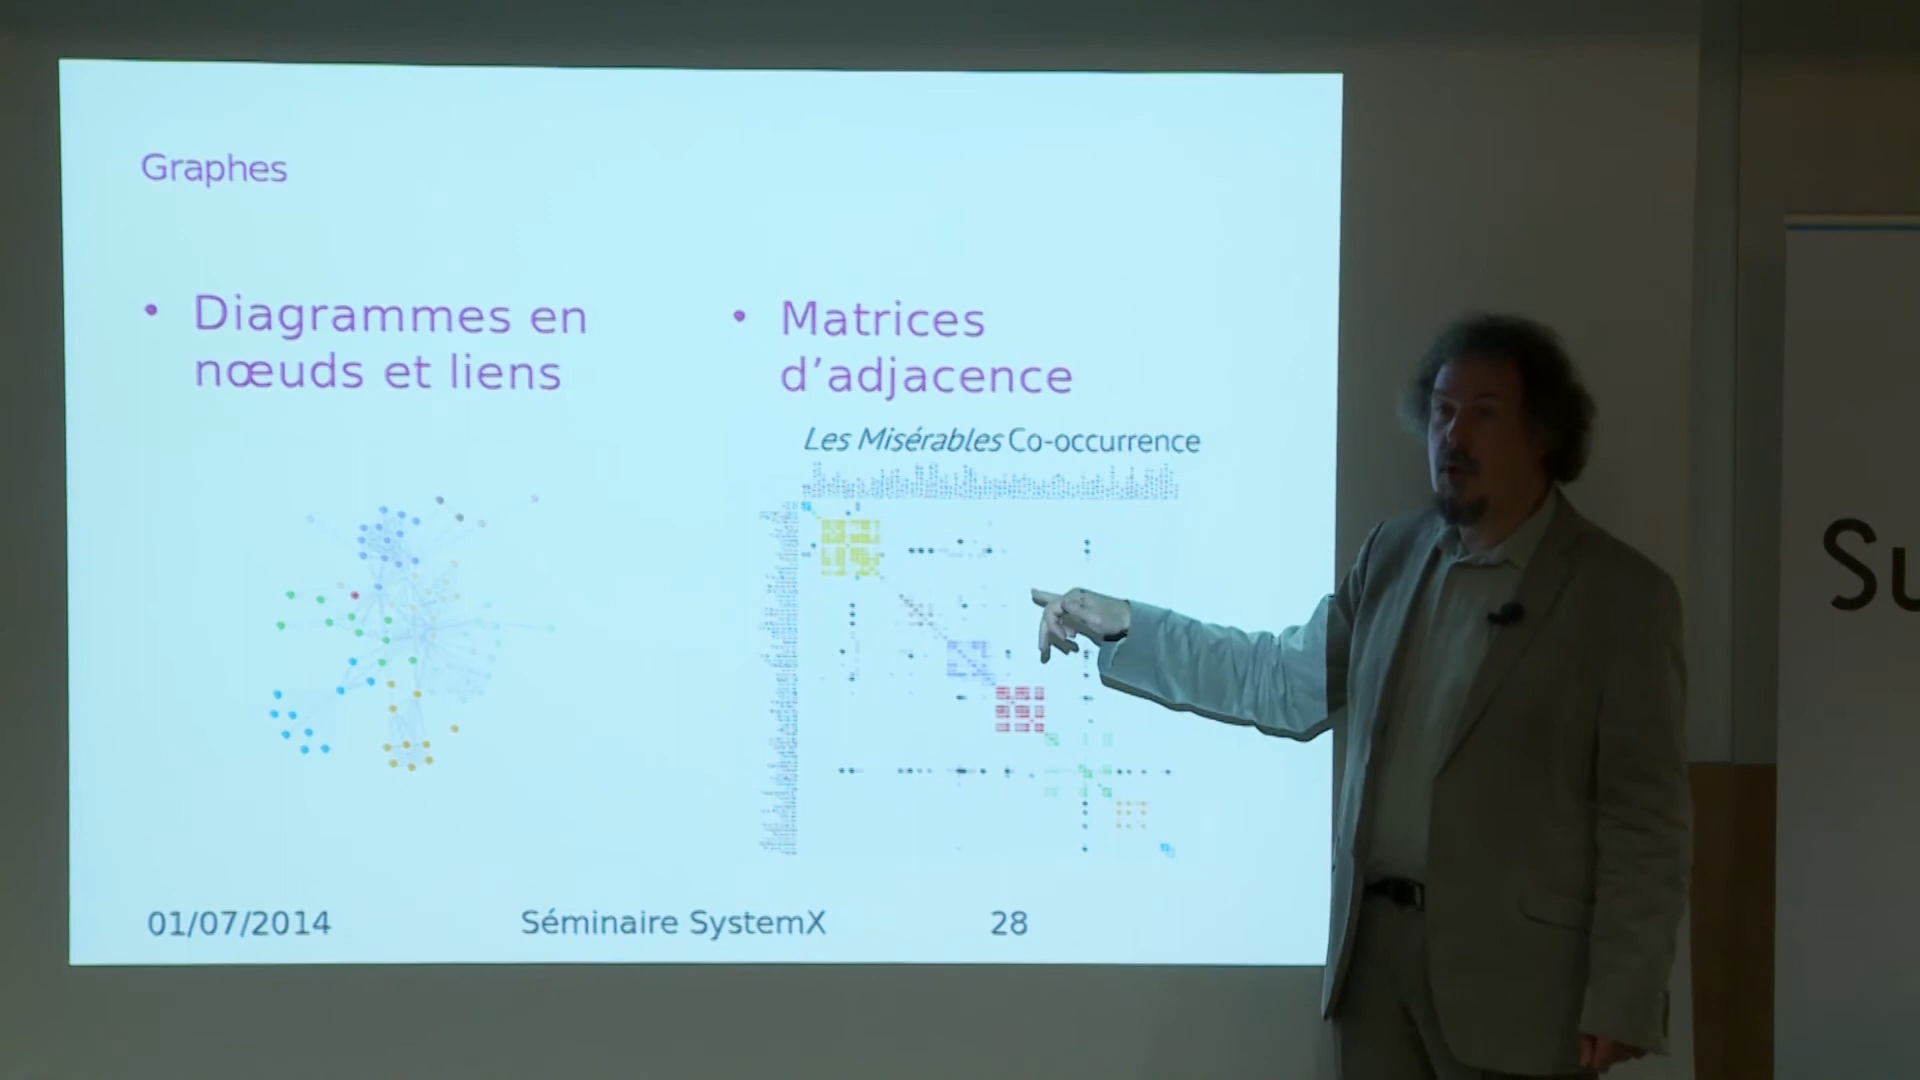 Graphes
• Diagrammes en
nœuds et liens
• Matrices
d’adjacence
Les Misérables Co-occurrence
01/07/2014
Séminaire SystemX
28
Su